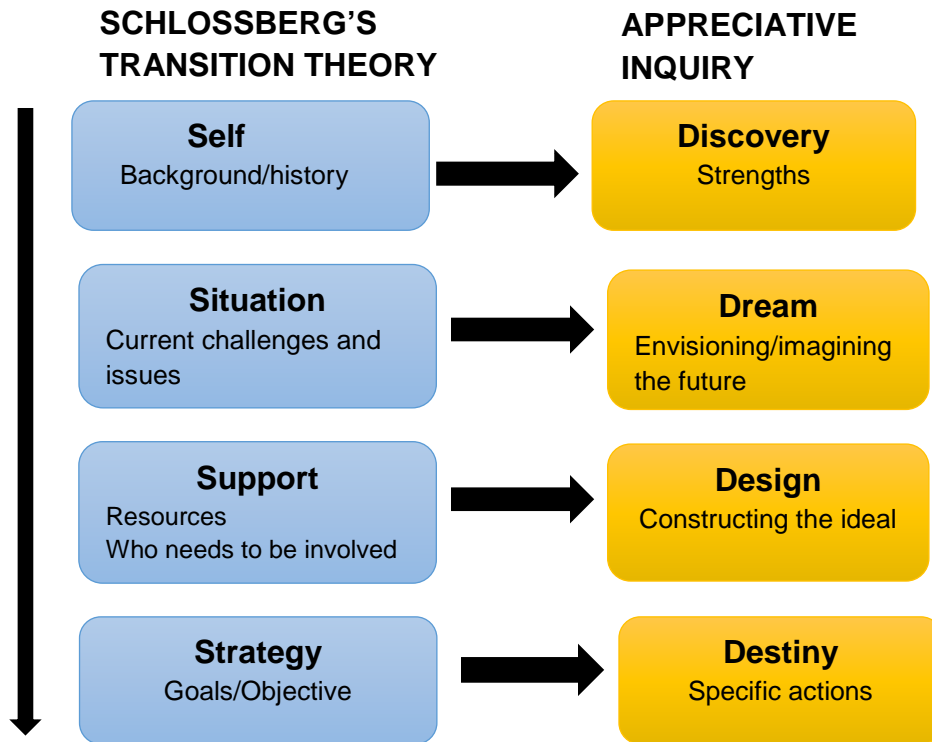 SCHLOSSBERG'S
TRANSITION THEORY
APPRECIATIVE
INQUIRY
Self
Background/history
Discovery
Strengths
Situation
Current challenges and
issues
Dream
Envisioning/imagining
the future
Support
Resources
Who needs to be involved
Design
Constructing the ideal
Strategy
Goals/Objective
Destiny
Specific actions